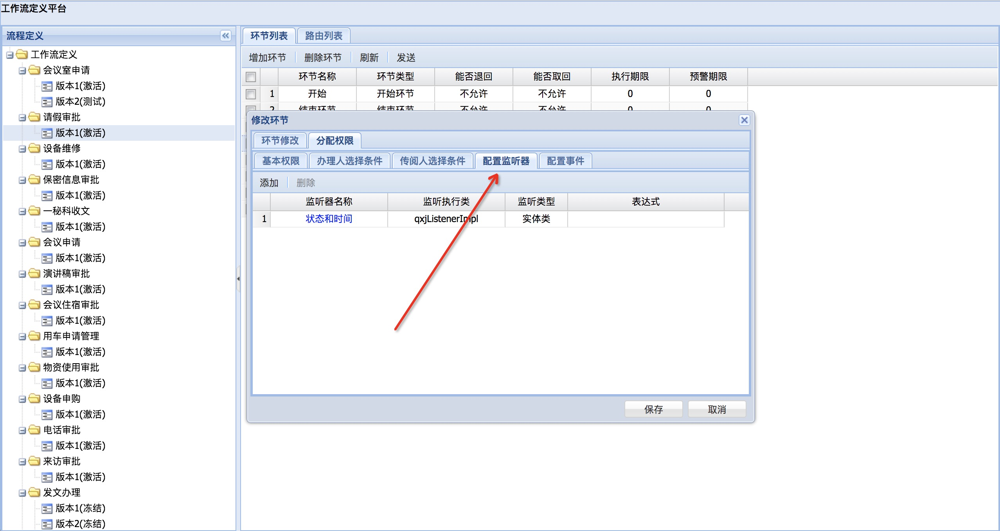 工作流定义平台
流程定义
工作流定义
会议室申请
版本1(激活)
版本2(测试)
请假审批
版本1(激活)
设备维修
版本1(激活)
保密信息审批
版本1(激活)
一秘科收文
版本1(激活)
会议申请
版本1(激活)
演讲稿审批
版本1(激活)
会议住宿审批
版本1(激活)
用车申请管理
版本1(激活)
物资使用审批
版本1(激活)
设备申购
版本1(激活)
电话审批
版本1(激活)
来访审批
版本1(激活)
发文办理
版本1(冻结)
版本2(冻结)
环节列表 路由列表
增加环节 删除环节 刷新 发送
环节名称 环节类型 能否退回 能否取回 执行期限 预警期限
1 开始 开始环节 不允许 不允许 0 0
2 结束环节 结束环节 不允许 不允许 0 0
修改环节
环节修改 分配权限
基本权限 办理人选择条件 传阅人选择条件 配置监听器 配置事件
添加 删除
监听器名称 监听执行类 监听类型 表达式
1 状态和时间 qxjListenerImpl 实体类
保存 取消